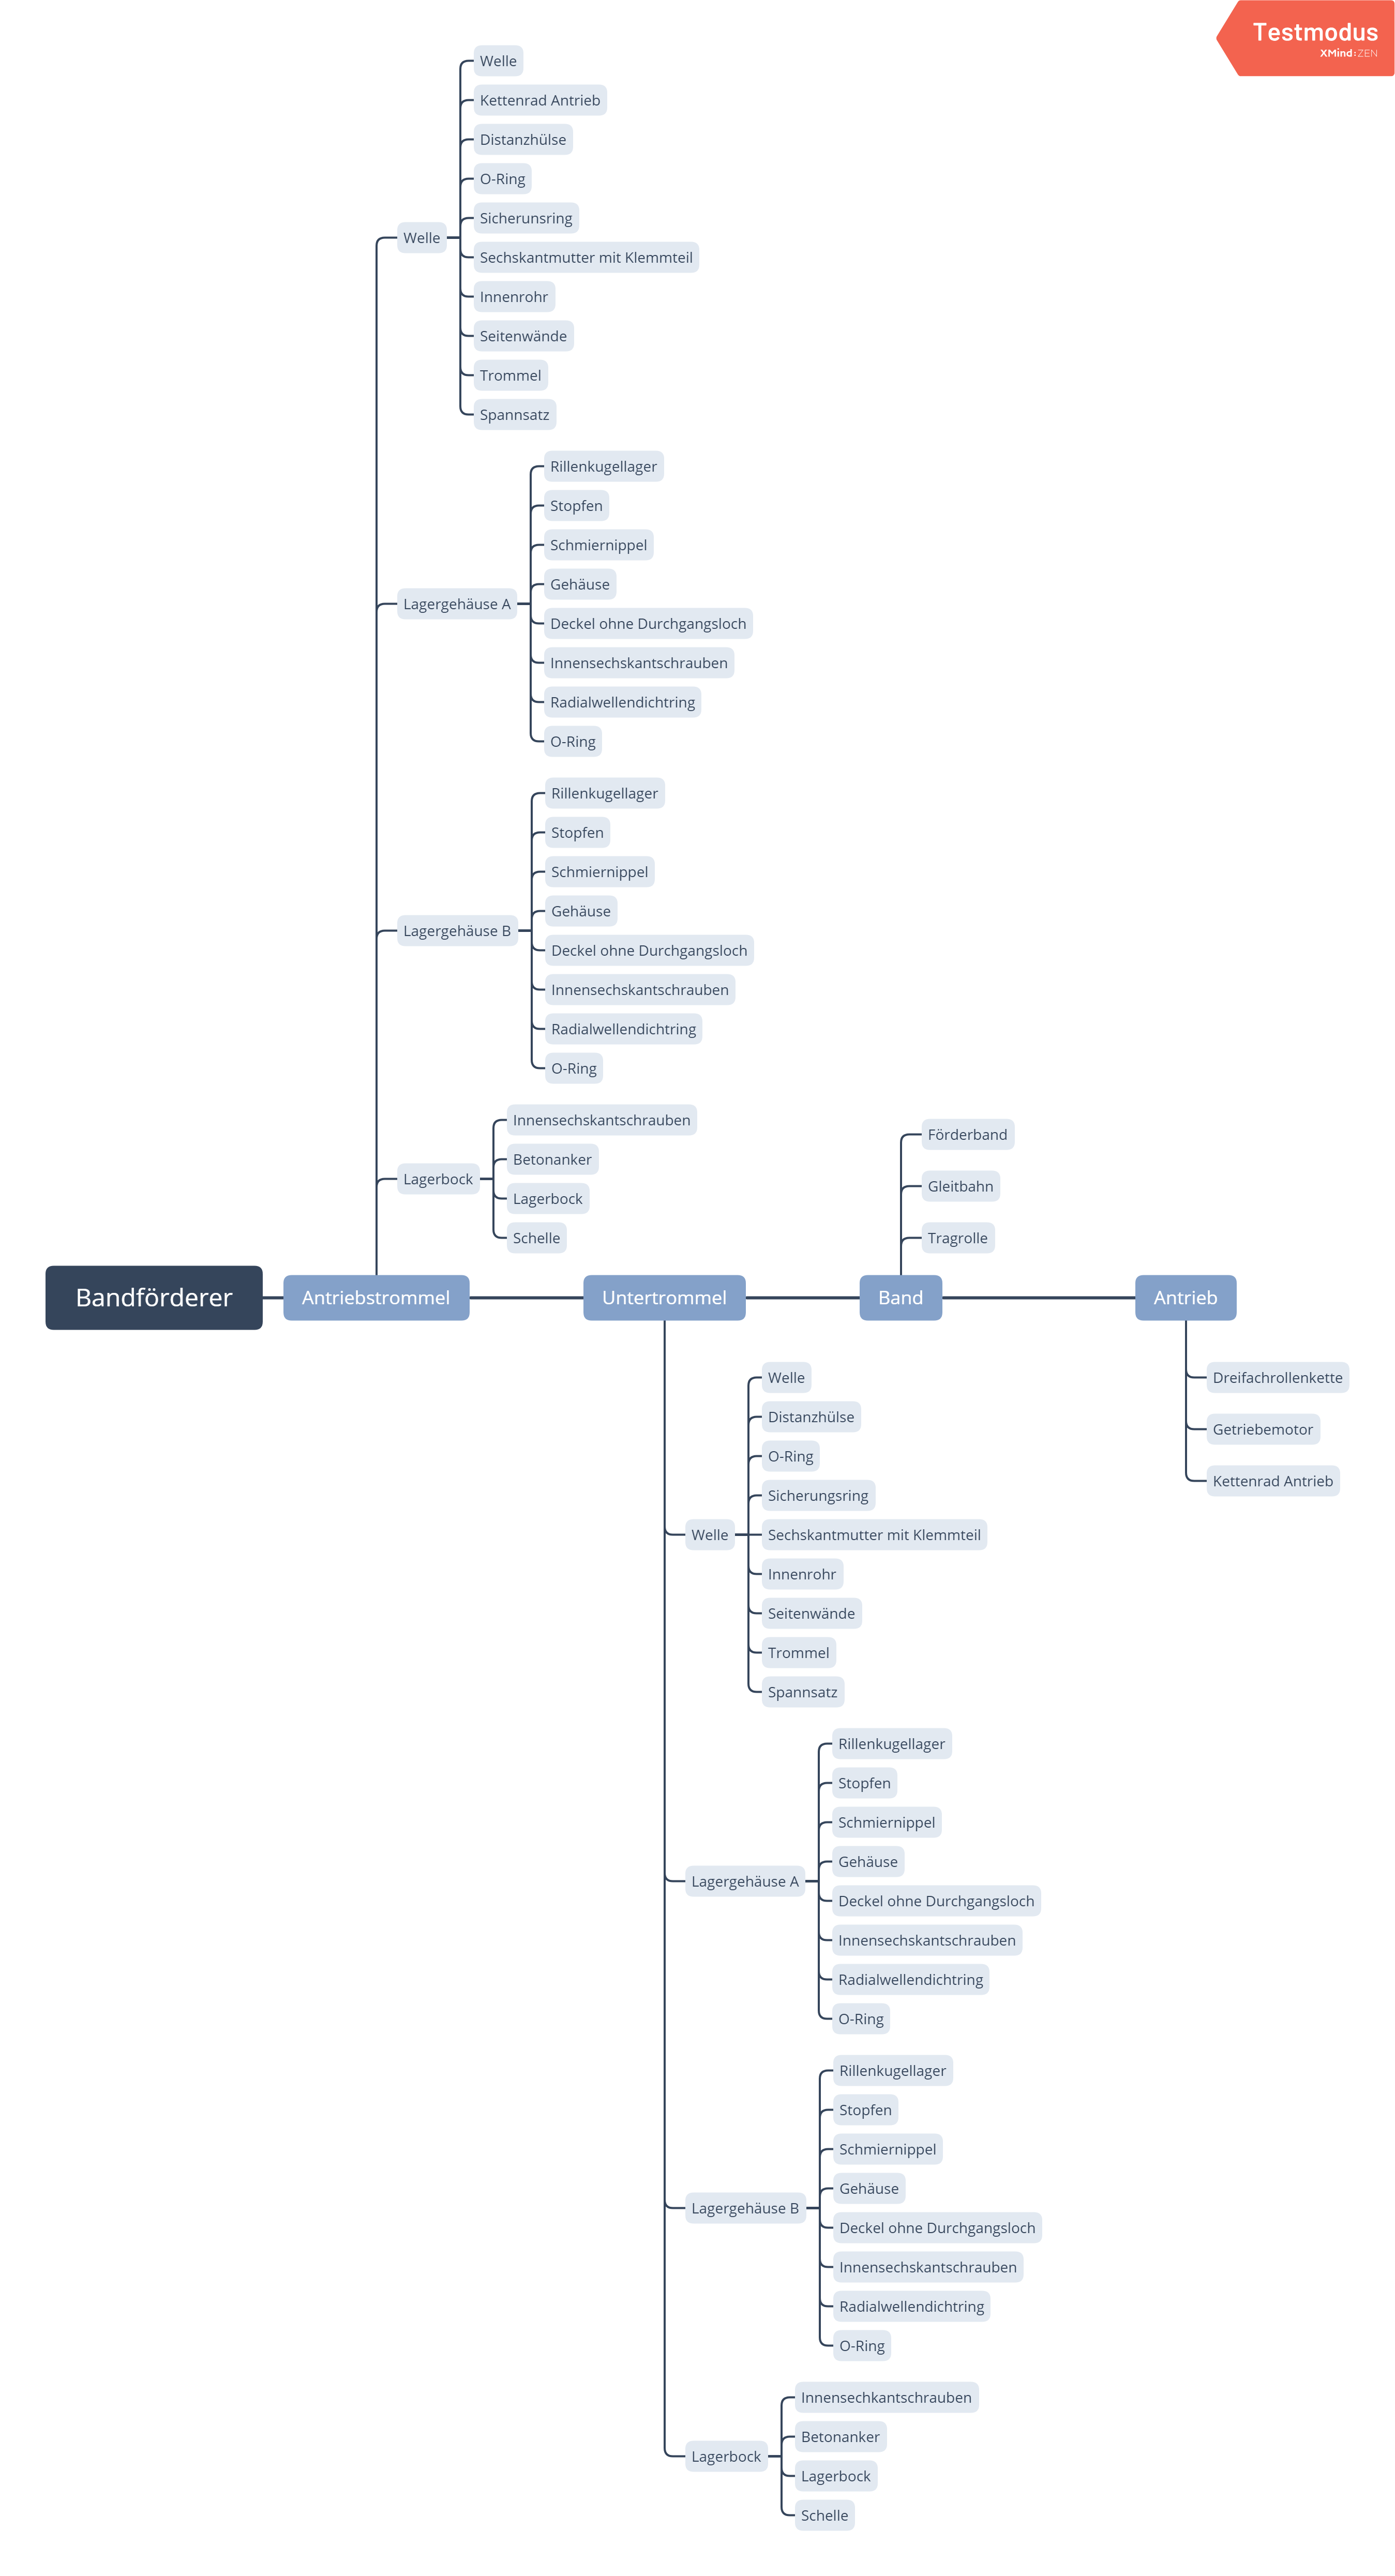 Testmodus
XMind:ZEN
Welle
Kettenrad Antrieb
Distanzhülse
O-Ring
Sicherunsring
Welle
Sechskantmutter mit Klemmteil
Innenrohr
Seitenwände
Trommel
Spannsatz
Rillenkugellager
Stopfen
Schmiernippel
Gehäuse
Lagergehäuse A
Deckel ohne Durchgangsloch
Innensechskantschrauben
Radialwellendichtring
O-Ring
Rillenkugellager
Stopfen
Schmiernippel
Gehäuse
Lagergehäuse B
Deckel ohne Durchgangsloch
Innensechskantschrauben
Radialwellendichtring
O-Ring
Innensechskantschrauben
Betonanker
Lagerbock
Lagerbock
Schelle
Förderband
Gleitbahn
Tragrolle
Bandförderer
Antriebstrommel
Untertrommel
Band
Antrieb
Dreifachrollenkette
Getriebemotor
Kettenrad Antrieb
Welle
Distanzhülse
O-Ring
Sicherungsring
Welle
Sechskantmutter mit Klemmteil
Innenrohr
Seitenwände
Trommel
Spannsatz
Rillenkugellager
Stopfen
Schmiernippel
Gehäuse
Lagergehäuse A
Deckel ohne Durchgangsloch
Innensechskantschrauben
Radialwellendichtring
O-Ring
Rillenkugellager
Stopfen
Schmiernippel
Gehäuse
Lagergehäuse B
Deckel ohne Durchgangsloch
Innensechskantschrauben
Radialwellendichtring
O-Ring
Innensechkantschrauben
Betonanker
Lagerbock
Lagerbock
Schelle